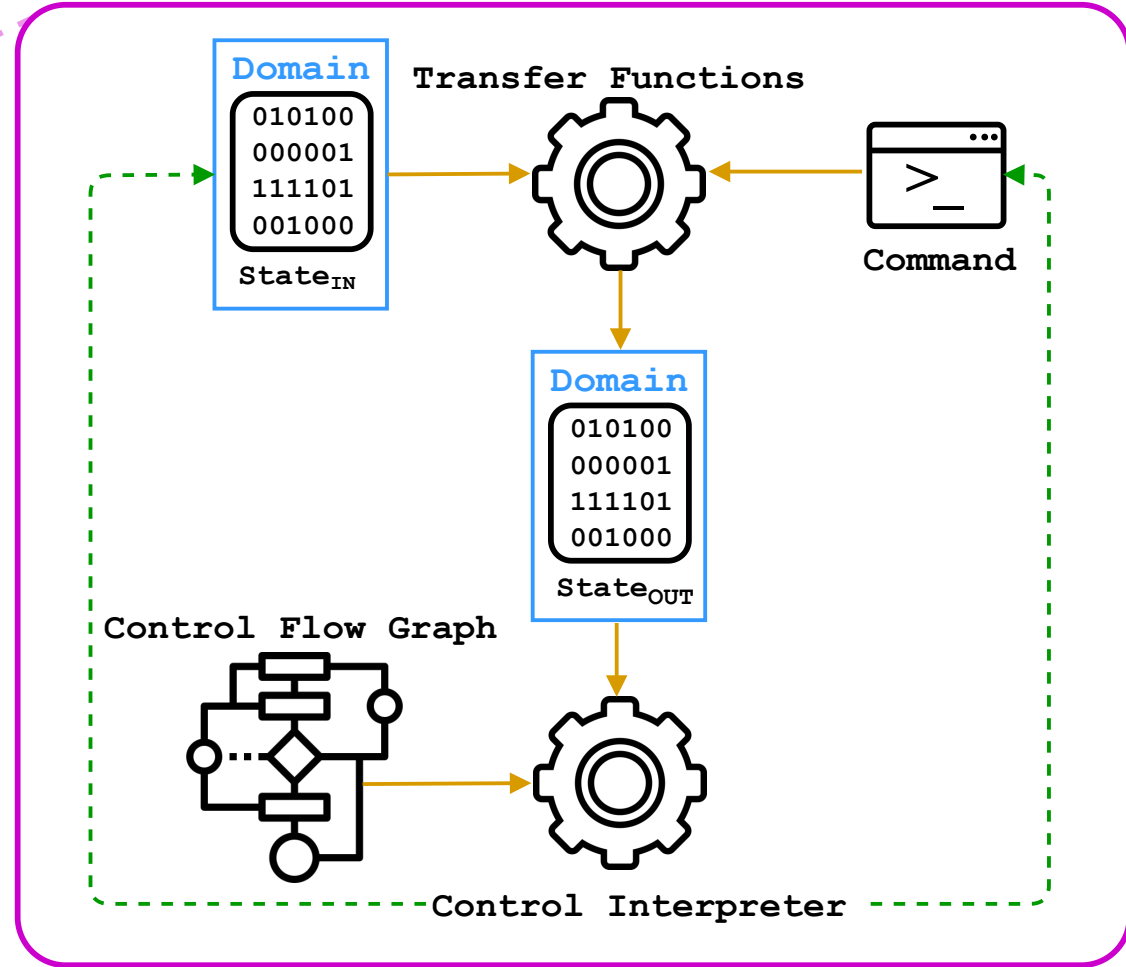 Domain
010100
000001
111101
001000
State_IN
Transfer Functions
>_
Command
Domain
010100
000001
111101
001000
State_OUT
Control Flow Graph
Control Interpreter